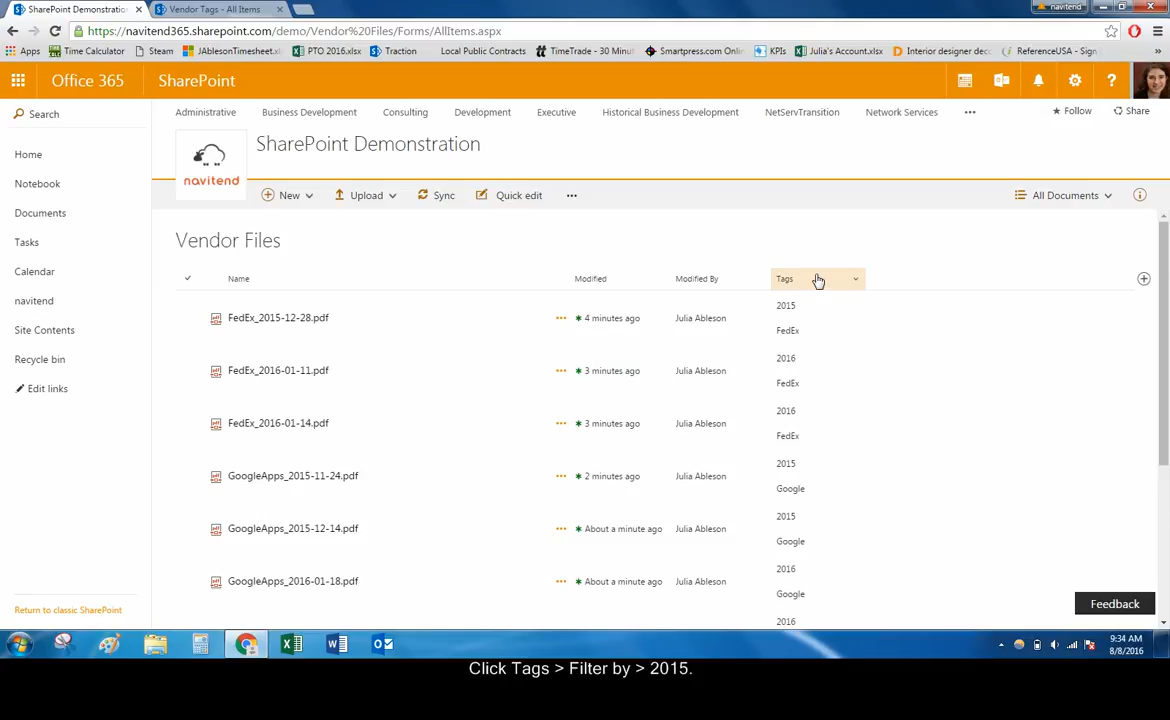 SharePoint Demonstration
Vendor Tags - All Items
navitend
https://navitend365.sharepoint.com/demo/Vendor%20Files/Forms/AllItems.aspx
Apps Time Calculator Steam JAblesonTimesheet.x PTO 2016.xlsx Traction Local Public Contracts TimeTrade - 30 Minu Smartpress.com Onlin KPIs Julia's Account.xlsx Interior designer dec ReferenceUSA - Sign
Office 365 SharePoint ?
Search
Administrative Business Development Consulting Development Executive Historical Business Development NetServTransition Network Services ••• Follow Share
SharePoint Demonstration
navitend
Home
Notebook
Documents
Tasks
Calendar
navitend
Site Contents
Recycle bin
Edit links
Return to classic SharePoint
New Upload Sync Quick edit ••• All Documents
Vendor Files
Name Modified Modified By Tags
FedEx_2015-12-28.pdf ••• 4 minutes ago Julia Ableson 2015
FedEx
FedEx_2016-01-11.pdf ••• 3 minutes ago Julia Ableson 2016
FedEx
FedEx_2016-01-14.pdf ••• 3 minutes ago Julia Ableson 2016
FedEx
GoogleApps_2015-11-24.pdf ••• 2 minutes ago Julia Ableson 2015
Google
GoogleApps_2015-12-14.pdf ••• About a minute ago Julia Ableson 2015
Google
GoogleApps_2016-01-18.pdf ••• About a minute ago Julia Ableson 2016
Google
2016
Feedback
9:34 AM
8/8/2016
Click Tags > Filter by > 2015.